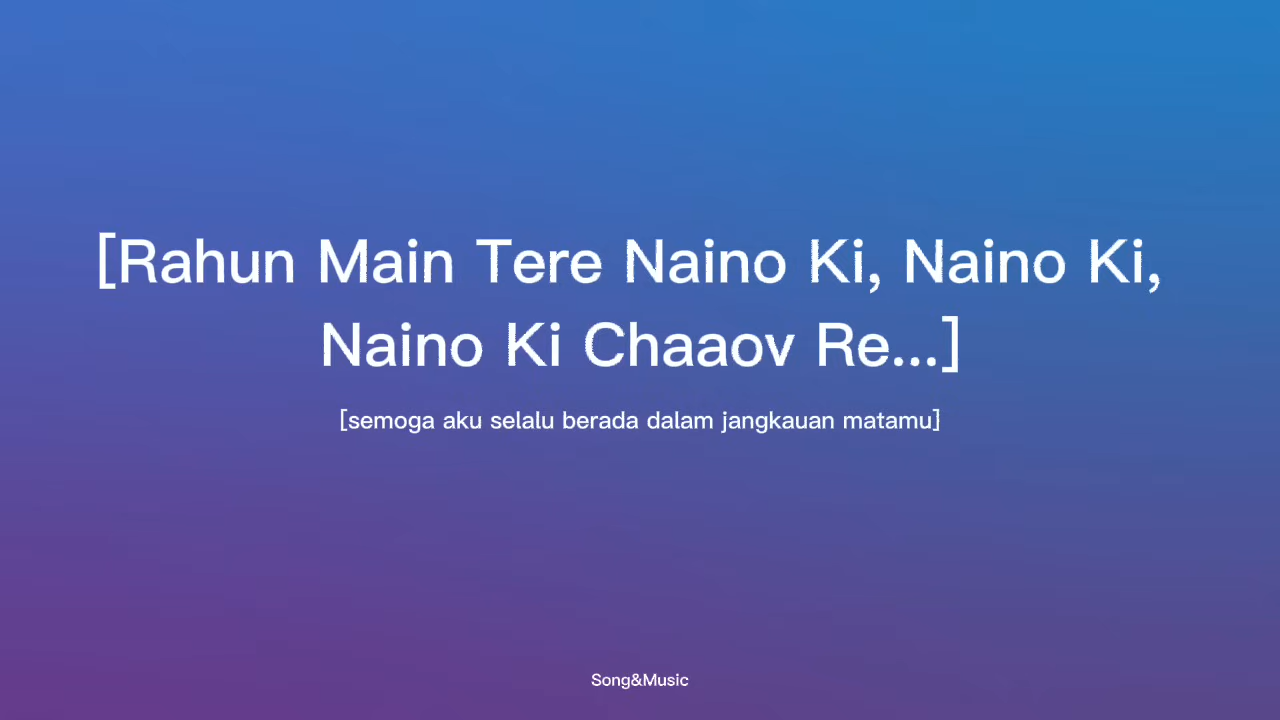 [Rahun Main Tere Naino Ki, Naino Ki,
Naino Ki Chaaov Re...]
[semoga aku selalu berada dalam jangkauan matamu]
Song&Music